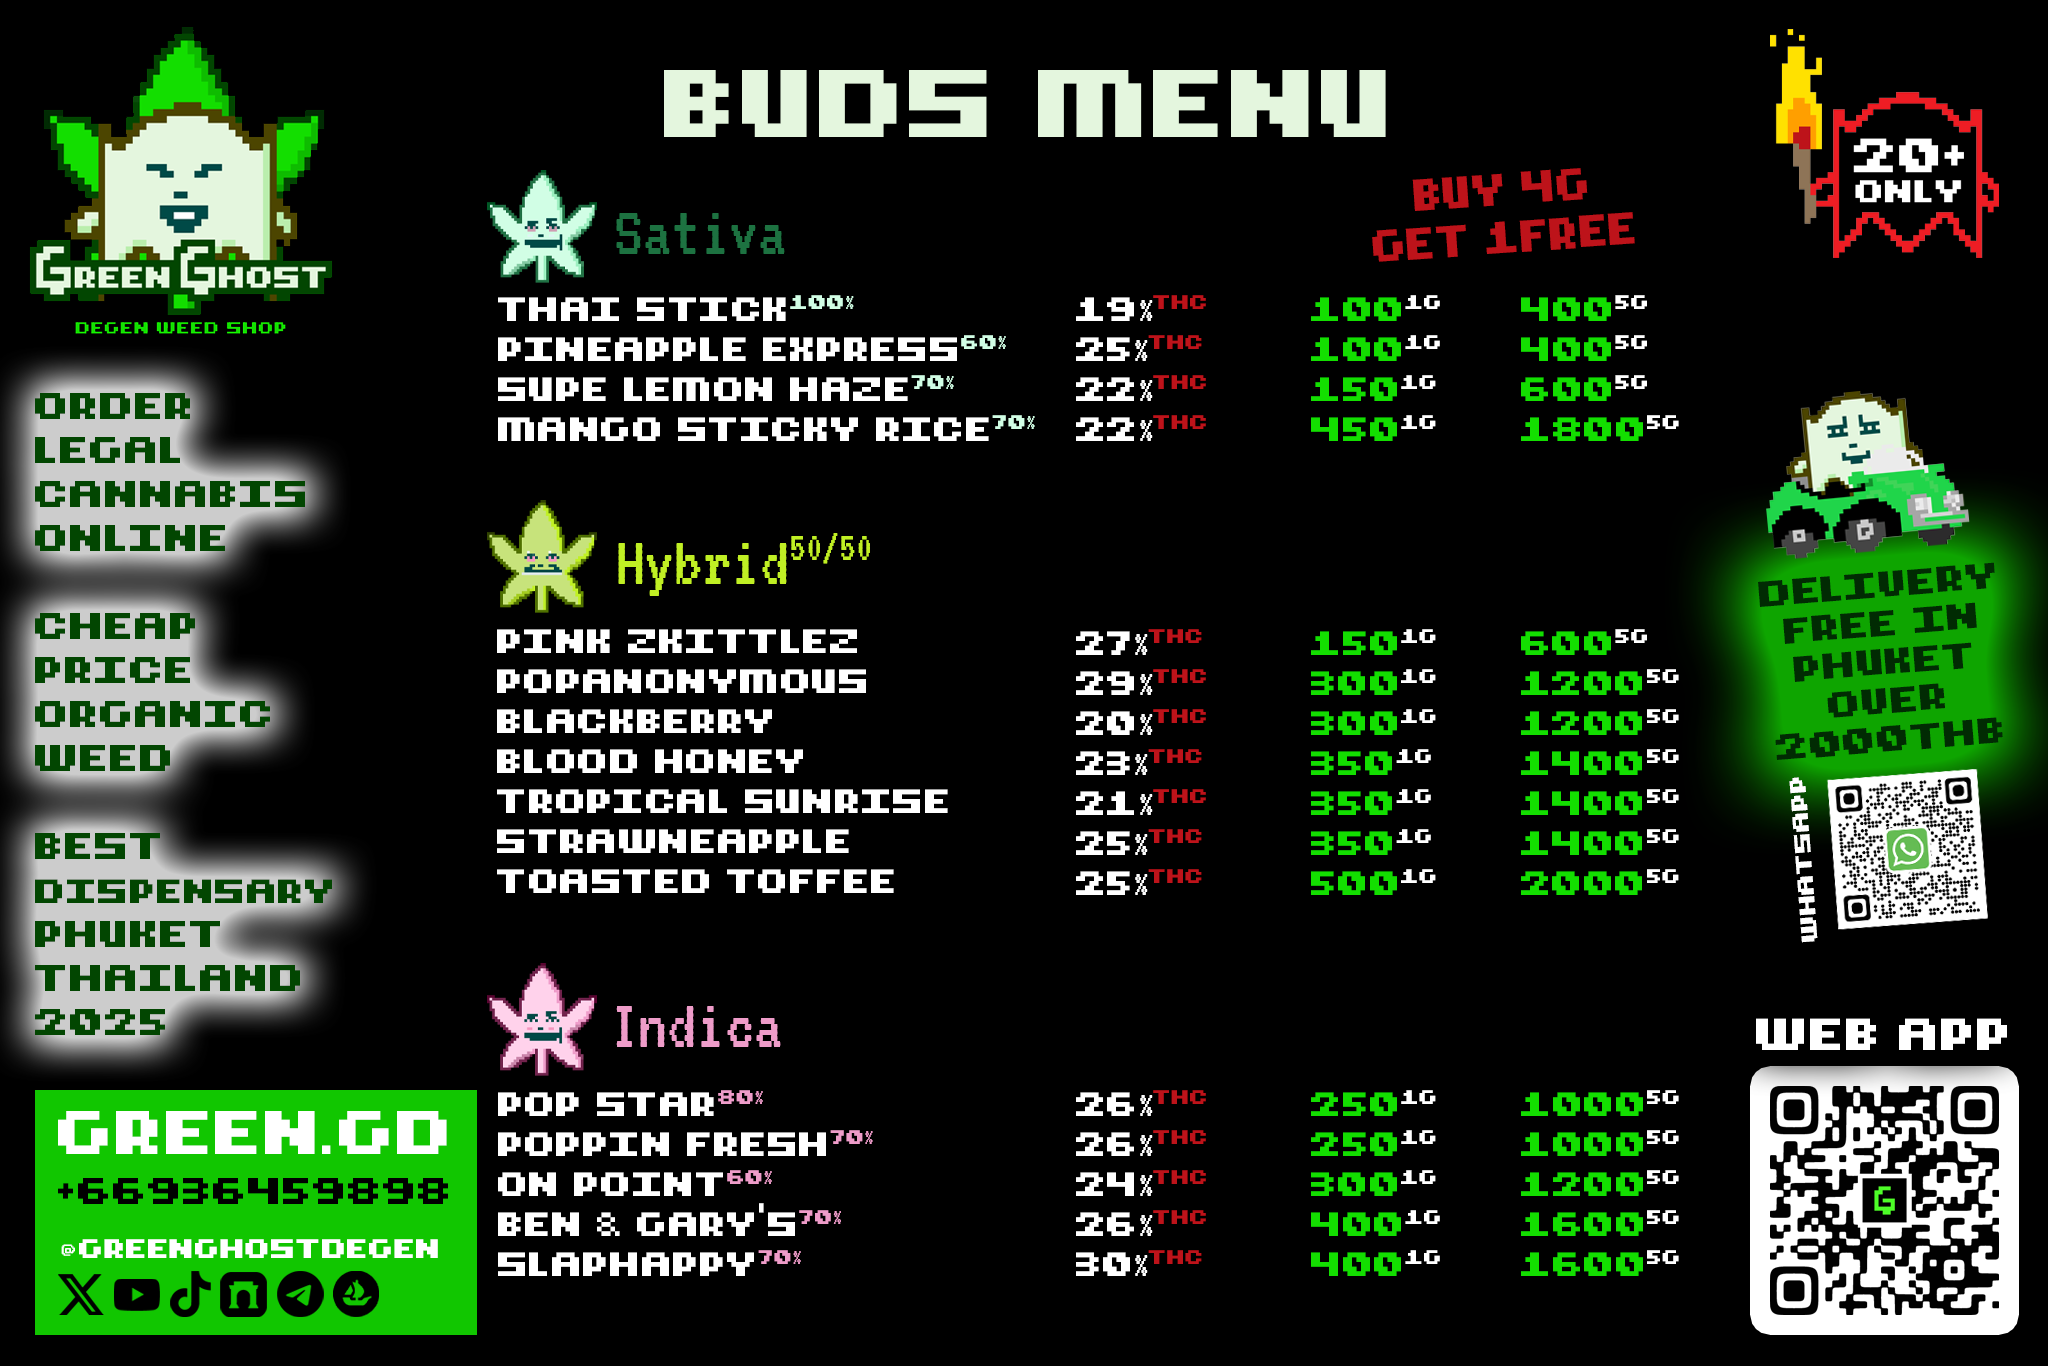 GREEN GHOST
DEGEN WEED SHOP
BUDS MENU
20+
ONLY
BUY 4G
GET 1FREE
Sativa
THAI STICK100% 19%THC 1001G 4005G
PINEAPPLE EXPRESS60% 25%THC 1001G 4005G
SUPE LEMON HAZE70% 22%THC 1501G 6005G
MANGO STICKY RICE70% 22%THC 4501G 18005G
Hybrid50/50
PINK ZKITTLEZ 27%THC 1501G 6005G
POPANONYMOUS 29%THC 3001G 12005G
BLACKBERRY 20%THC 3001G 12005G
BLOOD HONEY 23%THC 3501G 14005G
TROPICAL SUNRISE 21%THC 3501G 14005G
STRAWNEAPPLE 25%THC 3501G 14005G
TOASTED TOFFEE 25%THC 5001G 20005G
Indica
POP STAR80% 26%THC 2501G 10005G
POPPIN FRESH70% 26%THC 2501G 10005G
ON POINT60% 24%THC 3001G 12005G
BEN & GARY'S70% 26%THC 4001G 16005G
SLAPHAPPY70% 30%THC 4001G 16005G
ORDER
LEGAL
CANNABIS
ONLINE
CHEAP
PRICE
ORGANIC
WEED
BEST
DISPENSARY
PHUKET
THAILAND
2025
GREEN.GD
+66936459898
@GREENGHOSTDEGEN
DELIVERY
FREE IN
PHUKET
OVER
2000THB
WHATSAPP
WEB APP
G